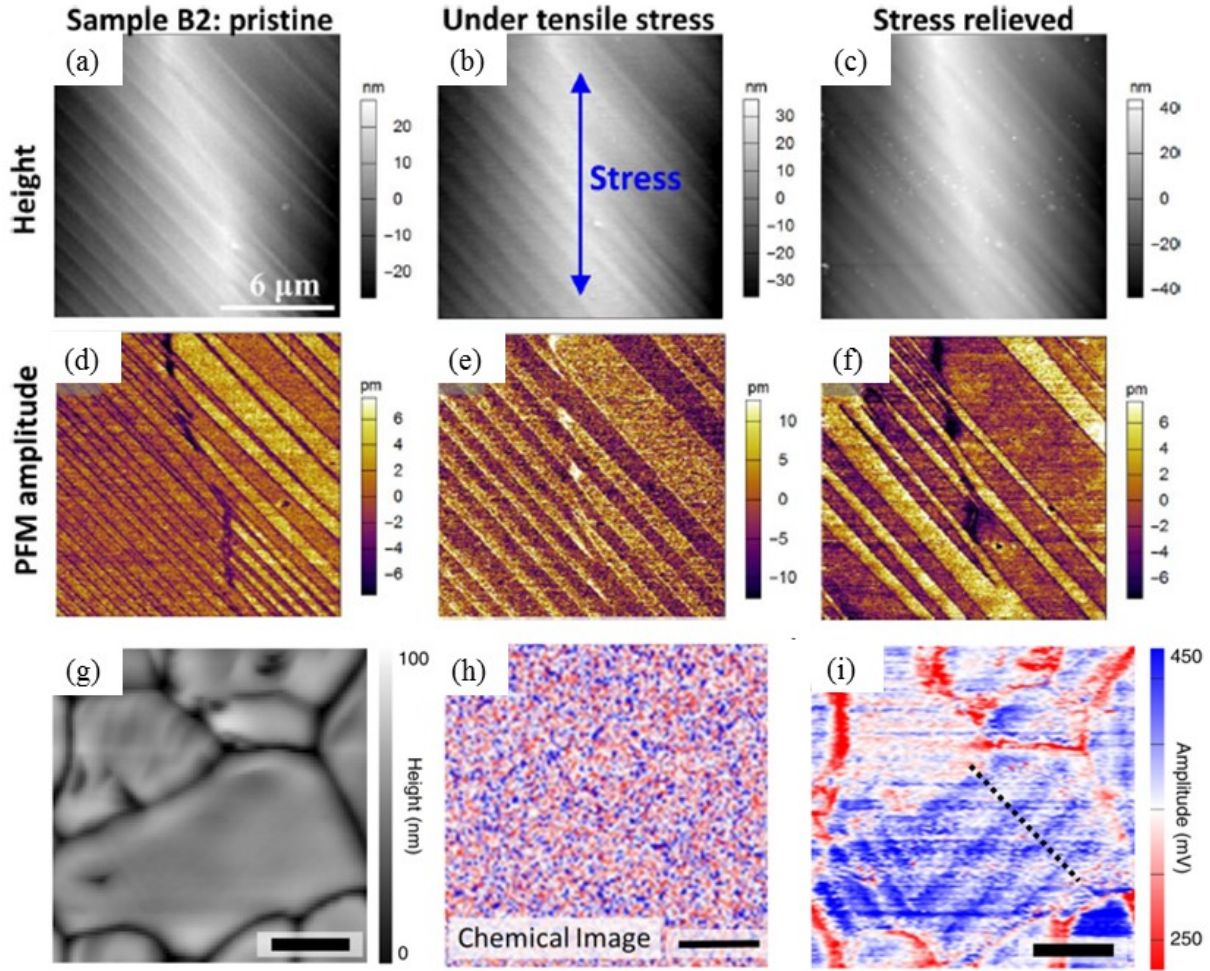 Sample B2: pristine
Under tensile stress
Stress relieved
Height
(a)
6 µm
nm
20
10
0
−10
−20
(b)
Stress
nm
30
20
10
0
−10
−20
−30
(c)
nm
40
20
0
−20
−40
PFM amplitude
(d)
pm
6
4
2
0
−2
−4
−6
(e)
pm
10
5
0
−5
−10
(f)
pm
6
4
2
0
−2
−4
−6
(g)
100
Height (nm)
0
(h)
Chemical Image
(i)
450
Amplitude (mV)
250